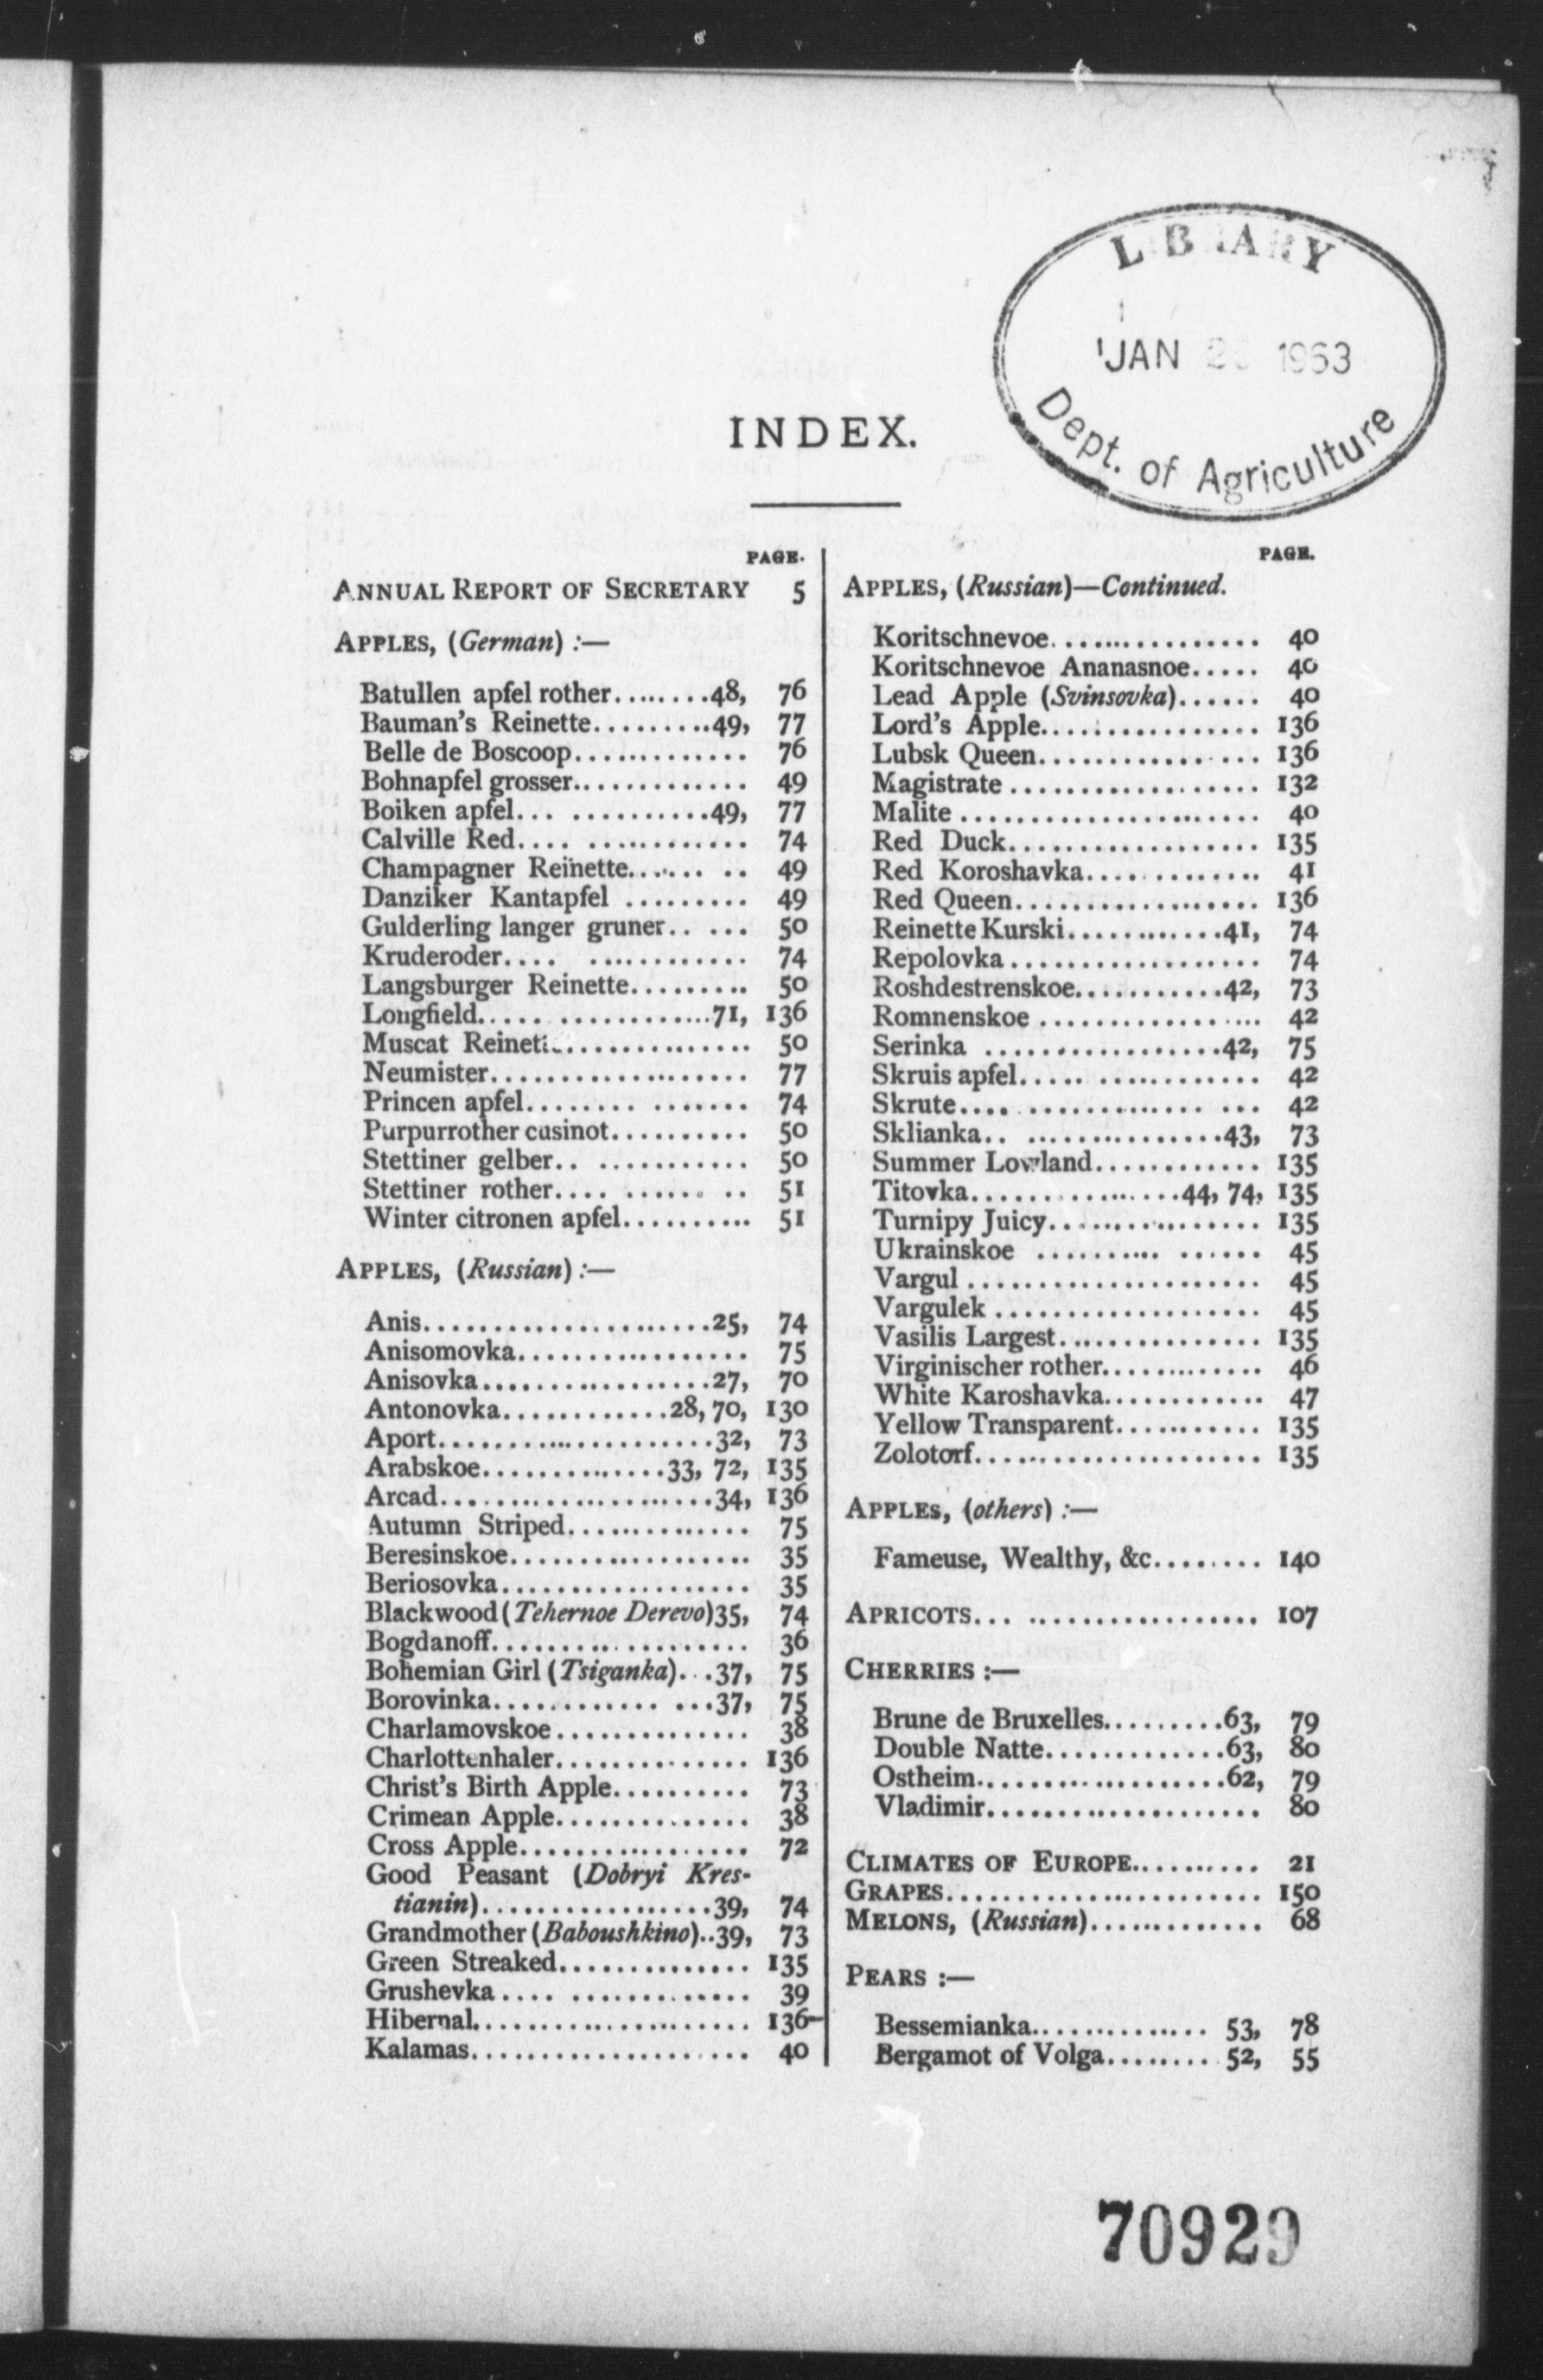 LIBRARY
JAN 1963
Dept. of Agriculture
INDEX.
PAGE.
ANNUAL REPORT OF SECRETARY 5
APPLES, (German) :—
Batullen apfel rother........48, 76
Bauman's Reinette.........49, 77
Belle de Boscoop.............. 76
Bohnapfel grosser.............. 49
Boiken apfel... ..........49, 77
Calville Red.... ............ 74
Champagner Reinette....... .. 49
Danziker Kantapfel ......... 49
Gulderling langer gruner.. ... 50
Kruderoder.... ............ 74
Langsburger Reinette......... 50
Longfield..... ............71, 136
Muscat Reinette.............. 50
Neumister................... 77
Princen apfel........ ....... 74
Purpurrother cusinot.......... 50
Stettiner gelber.. ........... 50
Stettiner rother.... ...... .. 51
Winter citronen apfel.......... 51
APPLES, (Russian) :—
Anis.....................25, 74
Anisomovka................. 75
Anisovka.................27, 70
Antonovka............28, 70, 130
Aport....................32, 73
Arabskoe.............33, 72, 135
Arcad....................34, 136
Autumn Striped............. 75
Beresinskoe................. 35
Beriosovka.................. 35
Blackwood (Tehernoe Derevo)35, 74
Bogdanoff................... 36
Bohemian Girl (Tsiganka)...37, 75
Borovinka............ ...37, 75
Charlamovskoe.............. 38
Charlottenhaler.............. 136
Christ's Birth Apple.......... 73
Crimean Apple.............. 38
Cross Apple................. 72
Good Peasant (Dobryi Kres-
tianin).................39, 74
Grandmother (Baboushkino)..39, 73
Green Streaked.............. 135
Grushevka .... ............. 39
Hibernal.................... 136-
Kalamas.................... 40
PAGE.
APPLES, (Russian)—Continued.
Koritschnevoe................ 40
Koritschnevoe Ananasnoe..... 40
Lead Apple (Svinsovka)...... 40
Lord's Apple................ 136
Lubsk Queen................ 136
Magistrate .................. 132
Malite ...................... 40
Red Duck.................. 135
Red Koroshavka............. 41
Red Queen.................. 136
Reinette Kurski...........41, 74
Repolovka .................. 74
Roshdestrenskoe...........42, 73
Romnenskoe ................ 42
Serinka .................42, 75
Skruis apfel..... ............ 42
Skrute.... ............. ... 42
Sklianka.. ..............43, 73
Summer Lowland............ 135
Titovka...............44, 74, 135
Turnipy Juicy............... 135
Ukrainskoe .......... ...... 45
Vargul ..................... 45
Vargulek ................... 45
Vasilis Largest............... 135
Virginischer rother............ 46
White Karoshavka............ 47
Yellow Transparent........... 135
Zolotorf..................... 135
APPLES, (others) :—
Fameuse, Wealthy, &c........ 140
APRICOTS... ................. 107
CHERRIES :—
Brune de Bruxelles.........63, 79
Double Natte.............63, 80
Ostheim..................62, 79
Vladimir.................... 80
CLIMATES OF EUROPE......... 21
GRAPES....................... 150
MELONS, (Russian)............. 68
PEARS :—
Bessemianka.............. 53, 78
Bergamot of Volga......... 52, 55
70929